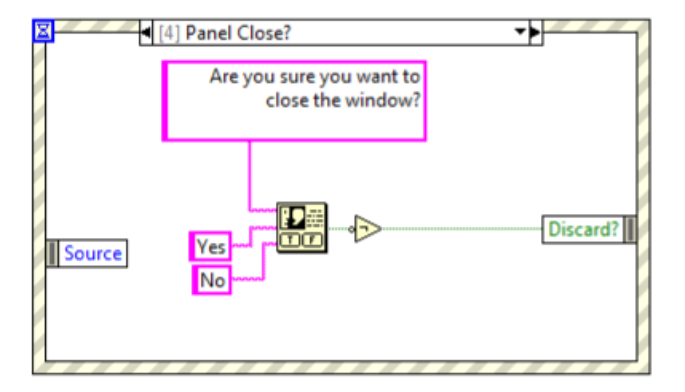 [4] Panel Close?
Are you sure you want to
close the window?
Source
Yes
No
T F
Discard?